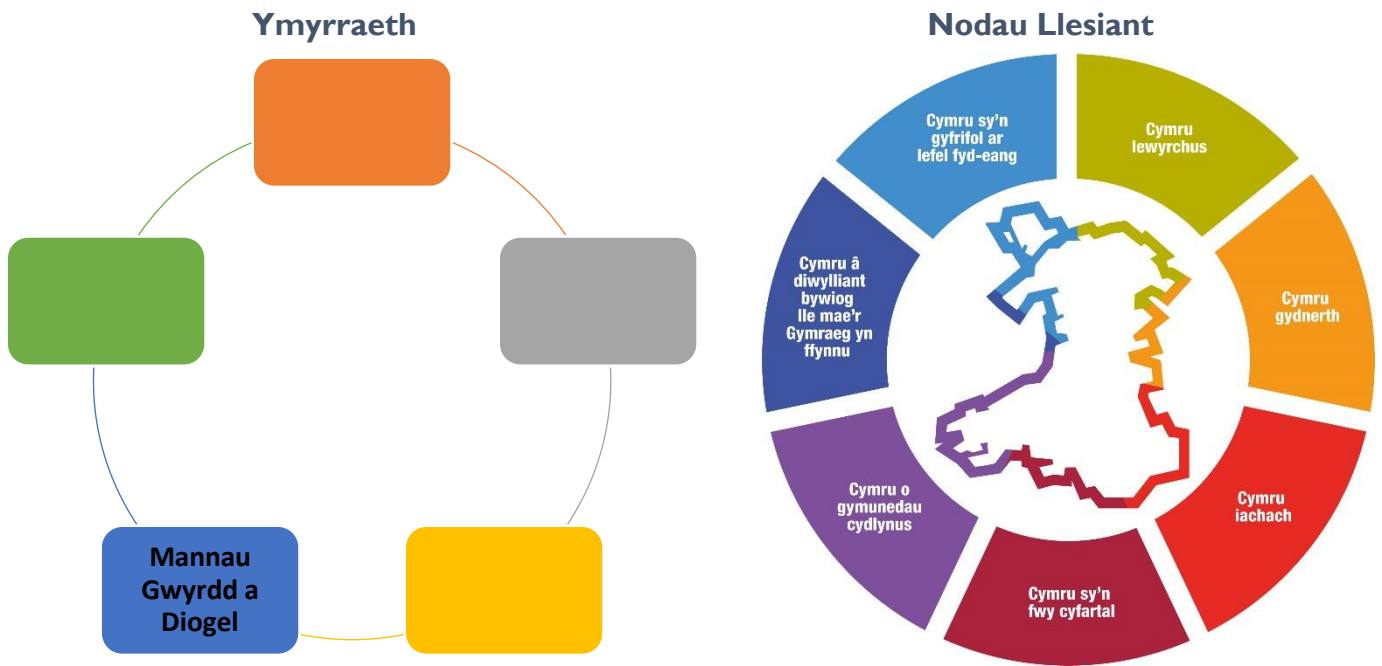 Ymyrraeth
Mannau
Gwyrdd a
Diogel
Nodau Llesiant
Cymru sy'n
gyfrifol ar
lefel fyd-eang
Cymru
lewyrchus
Cymru
gydnerth
Cymru
iachach
Cymru sy'n
fwy cyfartal
Cymru o
gymunedau
cydlynus
Cymru â
diwylliant
bywiog
lle mae'r
Gymraeg yn
ffynnu